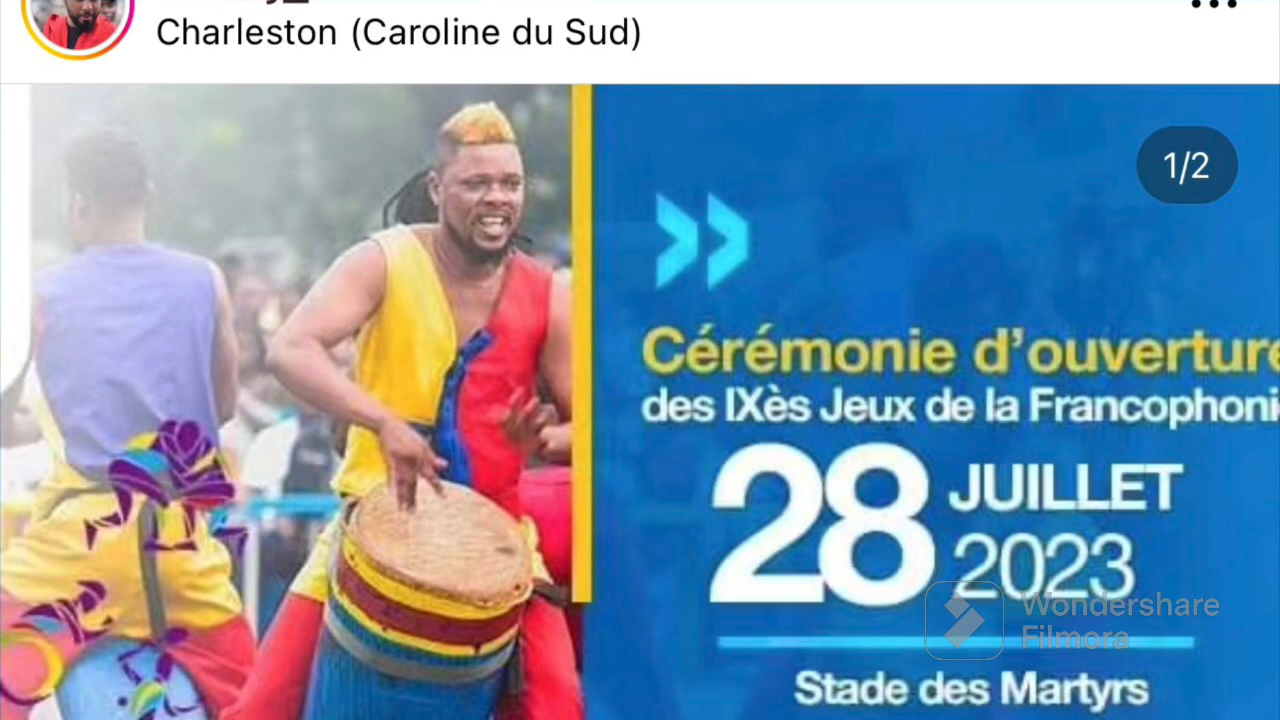 Charleston (Caroline du Sud)
1/2
Cérémonie d'ouverture
des IXès Jeux de la Francophoni
28 JUILLET
2023
Wondershare
Filmora
Stade des Martyrs